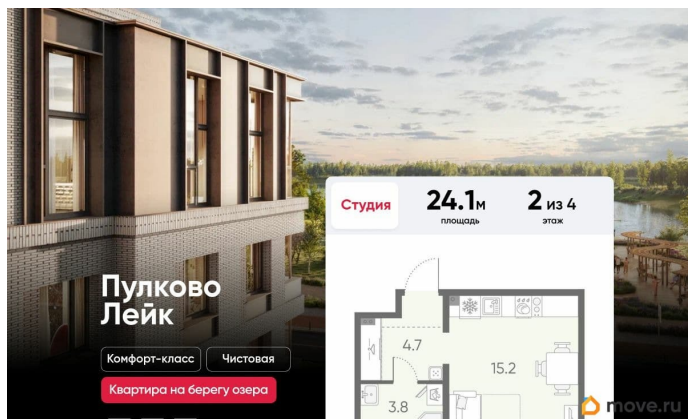 Студия
24.1м
площадь
2 из 4
этаж
Пулково
Лейк
Комфорт-класс
Чистовая
Квартира на берегу озера
4.7
15.2
3.8
move.ru